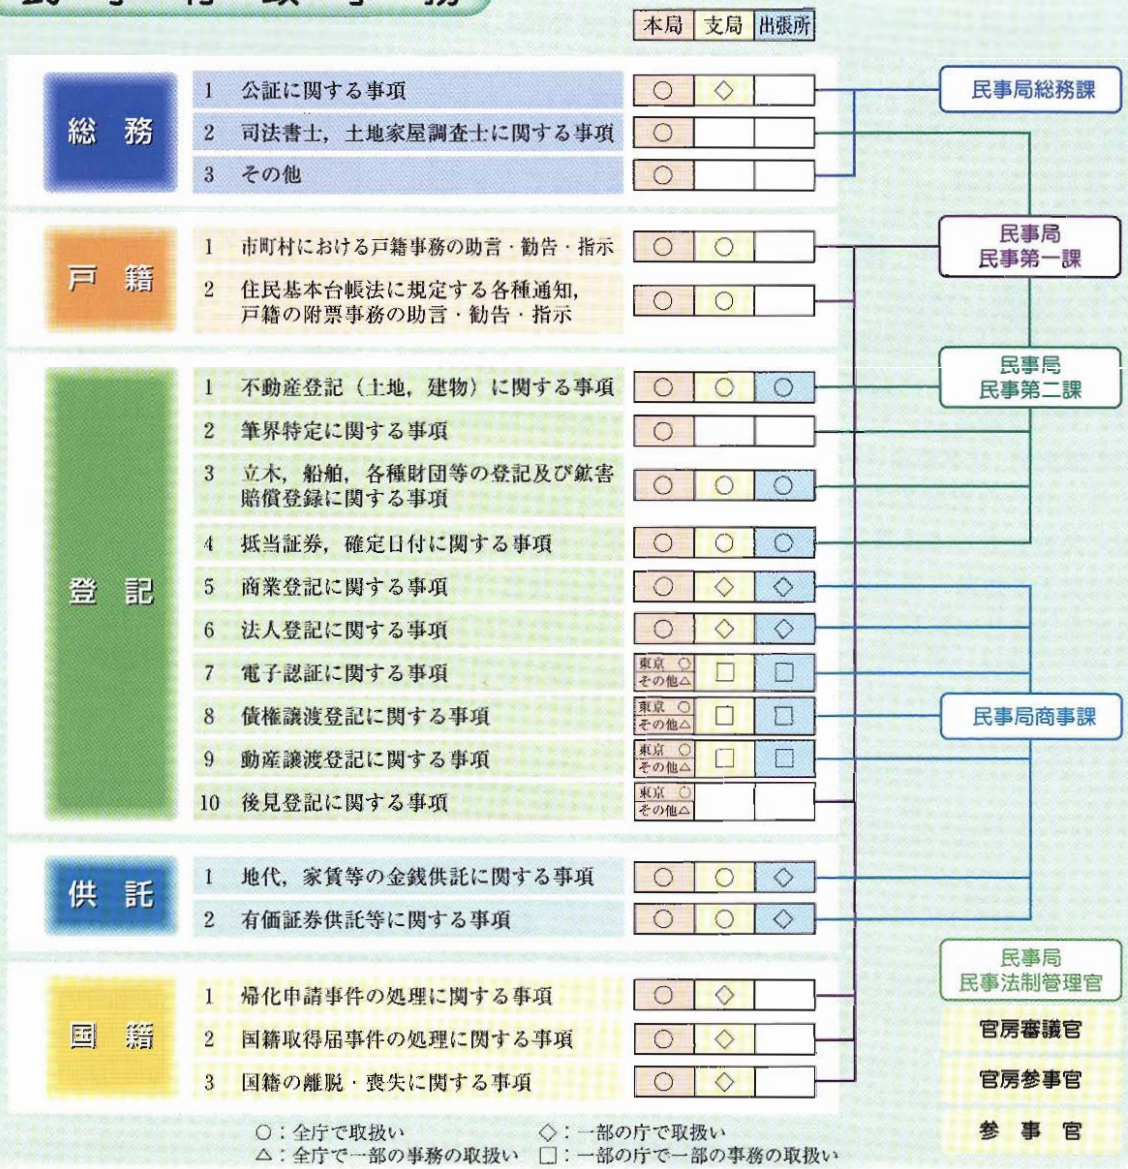 民事行政事務
本局 支局 出張所
総務
1 公証に関する事項 ○ ◇
2 司法書士，土地家屋調査士に関する事項 ○
3 その他 ○
民事局総務課
戸籍
1 市町村における戸籍事務の助言・勧告・指示 ○ ○
2 住民基本台帳法に規定する各種通知，
戸籍の附票事務の助言・勧告・指示 ○ ○
民事局
民事第一課
登記
1 不動産登記（土地，建物）に関する事項 ○ ○ ○
2 筆界特定に関する事項 ○
3 立木，船舶，各種財団等の登記及び鉱害
賠償登録に関する事項 ○ ○ ○
4 抵当証券，確定日付に関する事項 ○ ○ ○
5 商業登記に関する事項 ○ ◇ ◇
6 法人登記に関する事項 ○ ◇ ◇
7 電子認証に関する事項 東京 ○ その他△ □ □
8 債権譲渡登記に関する事項 東京 ○ その他△ □ □
9 動産譲渡登記に関する事項 東京 ○ その他△ □ □
10 後見登記に関する事項 東京 ○ その他△
民事局
民事第二課
民事局商事課
供託
1 地代，家賃等の金銭供託に関する事項 ○ ○ ◇
2 有価証券供託等に関する事項 ○ ○ ◇
国籍
1 帰化申請事件の処理に関する事項 ○ ◇
2 国籍取得届事件の処理に関する事項 ○ ◇
3 国籍の離脱・喪失に関する事項 ○ ◇
民事局
民事法制管理官
官房審議官
官房参事官
参事官
○：全庁で取扱い ◇：一部の庁で取扱い
△：全庁で一部の事務の取扱い □：一部の庁で一部の事務の取扱い